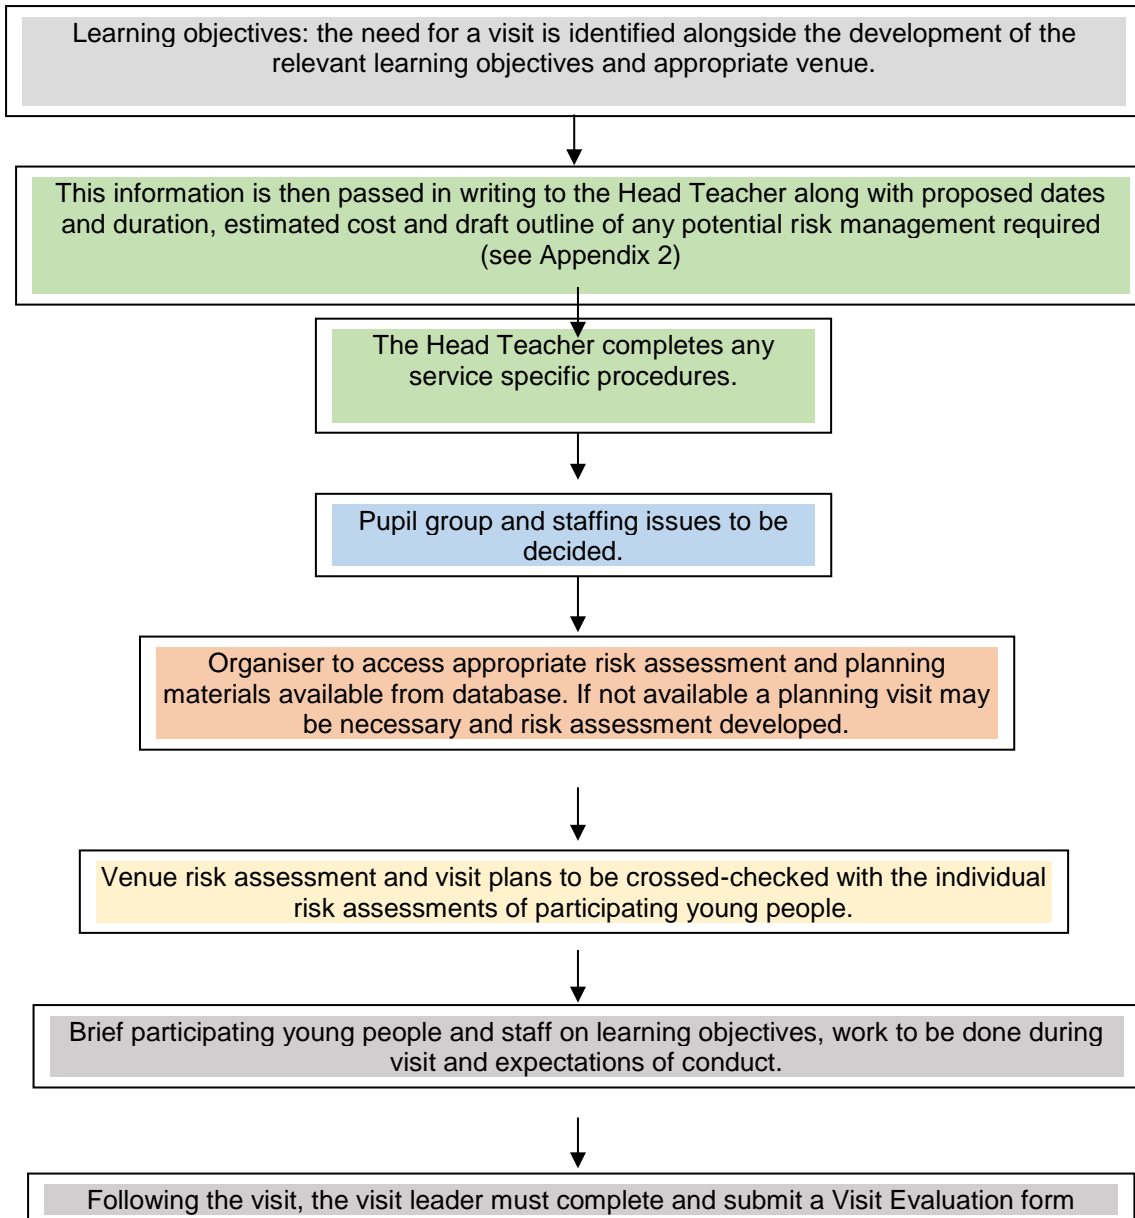 Learning objectives: the need for a visit is identified alongside the development of the
relevant learning objectives and appropriate venue.
This information is then passed in writing to the Head Teacher along with proposed dates
and duration, estimated cost and draft outline of any potential risk management required
(see Appendix 2)
The Head Teacher completes any
service specific procedures.
Pupil group and staffing issues to be
decided.
Organiser to access appropriate risk assessment and planning
materials available from database. If not available a planning visit may
be necessary and risk assessment developed.
Venue risk assessment and visit plans to be crossed-checked with the individual
risk assessments of participating young people.
Brief participating young people and staff on learning objectives, work to be done during
visit and expectations of conduct.
Following the visit, the visit leader must complete and submit a Visit Evaluation form